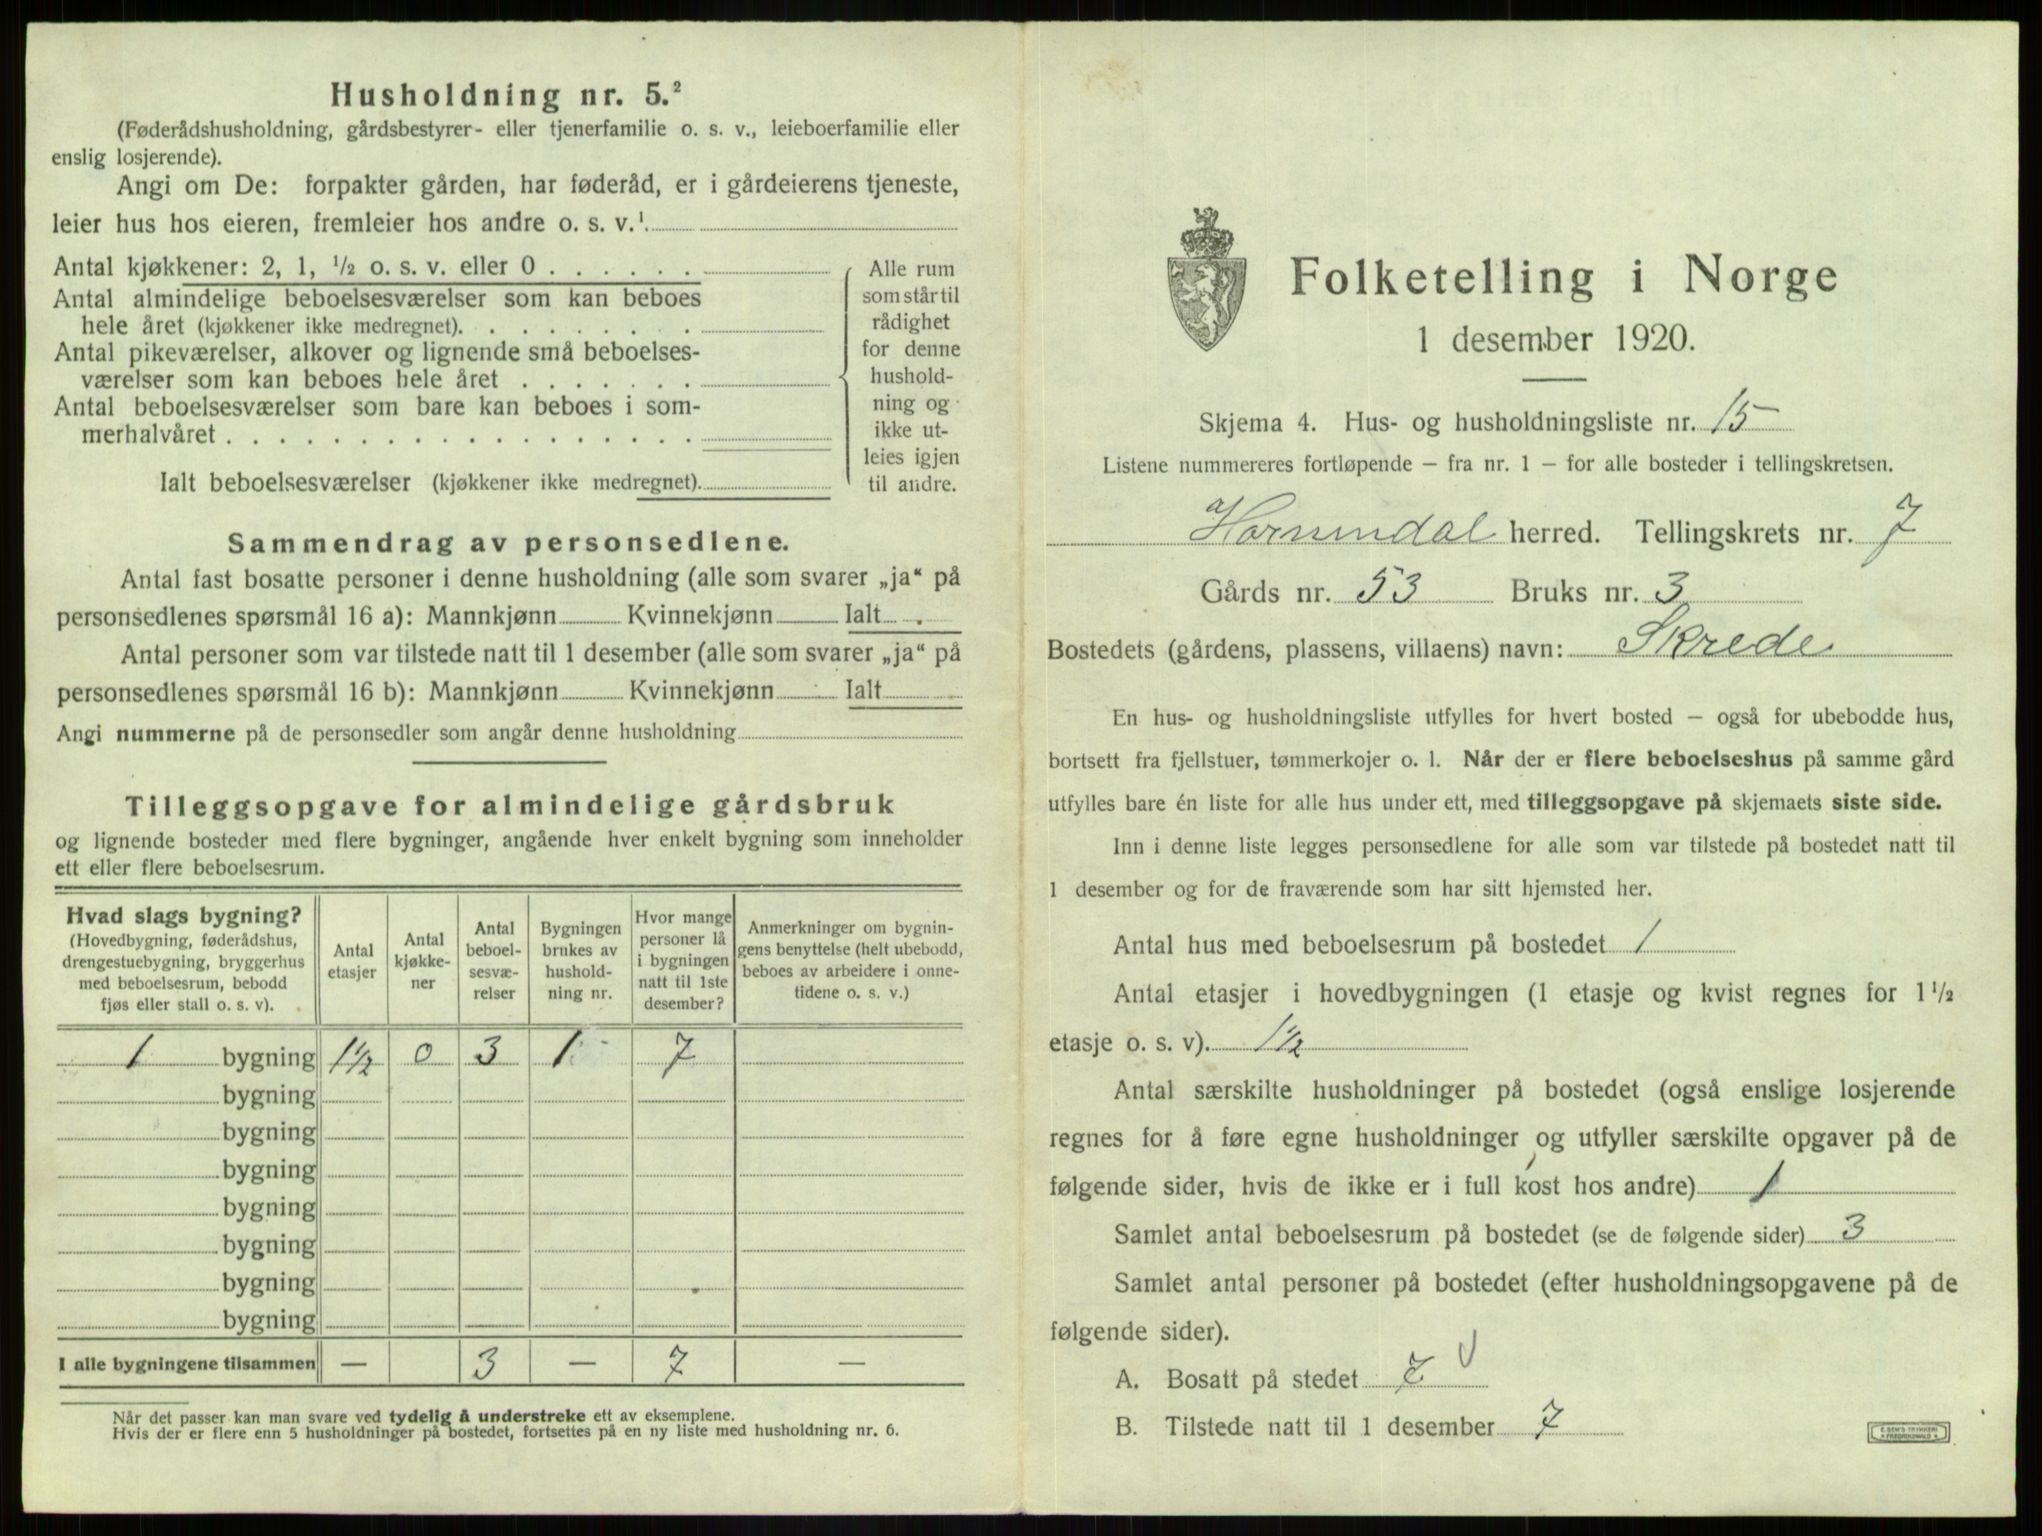 Husholdning nr. 5.²
(Føderådshusholdning, gårdsbestyrer- eller tjenerfamilie o. s. v., leieboerfamilie eller
enslig losjerende).
Angi om De: forpakter gården, har føderåd, er i gårdeierens tjeneste,
leier hus hos eieren, fremleier hos andre o. s. v.¹
Antal kjøkkener: 2, 1, ½ o. s. v. eller 0 . . . . . .
Antal almindelige beboelsesværelser som kan beboes
hele året (kjøkkener ikke medregnet). . . . . . . . .
Antal pikeværelser, alkover og lignende små beboelses-
værelser som kan beboes hele året . . . . . . .
Antal beboelsesværelser som bare kan beboes i som-
merhalvåret . . . . . . . . . . . . . . . . . .
Ialt beboelsesværelser (kjøkkener ikke medregnet).
Alle rum
som står til
rådighet
for denne
hushold-
ning og
ikke ut-
leies igjen
til andre.
Sammendrag av personsedlene.
Antal fast bosatte personer i denne husholdning (alle som svarer „ja“ på
personsedlenes spørsmål 16 a): Mannkjønn Kvinnekjønn Ialt
Antal personer som var tilstede natt til 1 desember (alle som svarer „ja“ på
personsedlenes spørsmål 16 b): Mannkjønn Kvinnekjønn Ialt
Angi nummerne på de personsedler som angår denne husholdning
Tilleggsopgave for almindelige gårdsbruk
og lignende bosteder med flere bygninger, angående hver enkelt bygning som inneholder
ett eller flere beboelsesrum.
Hvad slags bygning?
(Hovedbygning, føderådshus,
drengestuebygning, bryggerhus
med beboelsesrum, bebodd
fjøs eller stall o. s. v).
Antal
etasjer
Antal
kjøkke-
ner
Antal
beboel-
sesvæ-
relser
Bygningen
brukes av
hushold-
ning nr.
Hvor mange
personer lå
i bygningen
natt til 1ste
desember?
Anmerkninger om bygnin-
gens benyttelse (helt ubebodd,
beboes av arbeidere i onne-
tidene o. s. v.)
1 bygning 1½ 0 3 1 7
bygning
bygning
bygning
bygning
bygning
bygning
bygning
I alle bygningene tilsammen — 3 — 7 —
Når det passer kan man svare ved tydelig å understreke ett av eksemplene.
Hvis der er flere enn 5 husholdninger på bostedet, fortsettes på en ny liste med husholdning nr. 6.
Folketelling i Norge
1 desember 1920.
Skjema 4. Hus- og husholdningsliste nr. 15
Listene nummereres fortløpende – fra nr. 1 – for alle bosteder i tellingskretsen.
Hornindal herred. Tellingskrets nr. 7
Gårds nr. 53 Bruks nr. 3
Bostedets (gårdens, plassens, villaens) navn: Skrede
En hus- og husholdningsliste utfylles for hvert bosted – også for ubebodde hus,
bortsett fra fjellstuer, tømmerkojer o. l. Når der er flere beboelseshus på samme gård
utfylles bare én liste for alle hus under ett, med tilleggsopgave på skjemaets siste side.
Inn i denne liste legges personsedlene for alle som var tilstede på bostedet natt til
1 desember og for de fraværende som har sitt hjemsted her.
Antal hus med beboelsesrum på bostedet 1
Antal etasjer i hovedbygningen (1 etasje og kvist regnes for 1½
etasje o. s. v). 1½
Antal særskilte husholdninger på bostedet (også enslige losjerende
regnes for å føre egne husholdninger og utfyller særskilte opgaver på de
følgende sider, hvis de ikke er i full kost hos andre) 1
Samlet antal beboelsesrum på bostedet (se de følgende sider) 3
Samlet antal personer på bostedet (efter husholdningsopgavene på de
følgende sider).
A. Bosatt på stedet 7
B. Tilstede natt til 1 desember 7